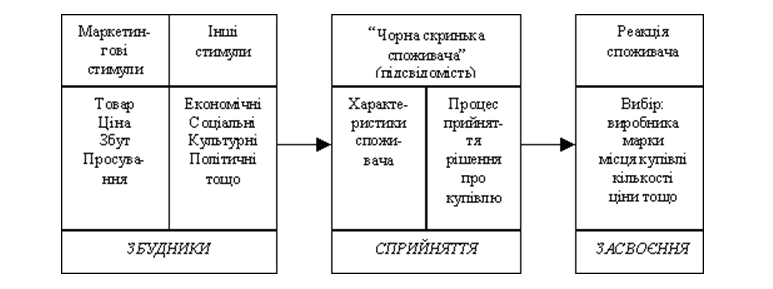 Маркетин-
гові
стимули
Інші
стимули
Товар
Ціна
Збут
Просува-
ння
Економічні
Соціальні
Культурні
Політичні
тощо
ЗБУДНИКИ
“Чорна скринька
споживача”
(підсвідомість)
Характе-
ристики
спожи-
вача
Процес
прийнят-
тя
рішення
про
купівлю
СПРИЙНЯТТЯ
Реакція
споживача
Вибір:
виробника
марки
місця купівлі
кількості
ціни тощо
ЗАСВОЄННЯ